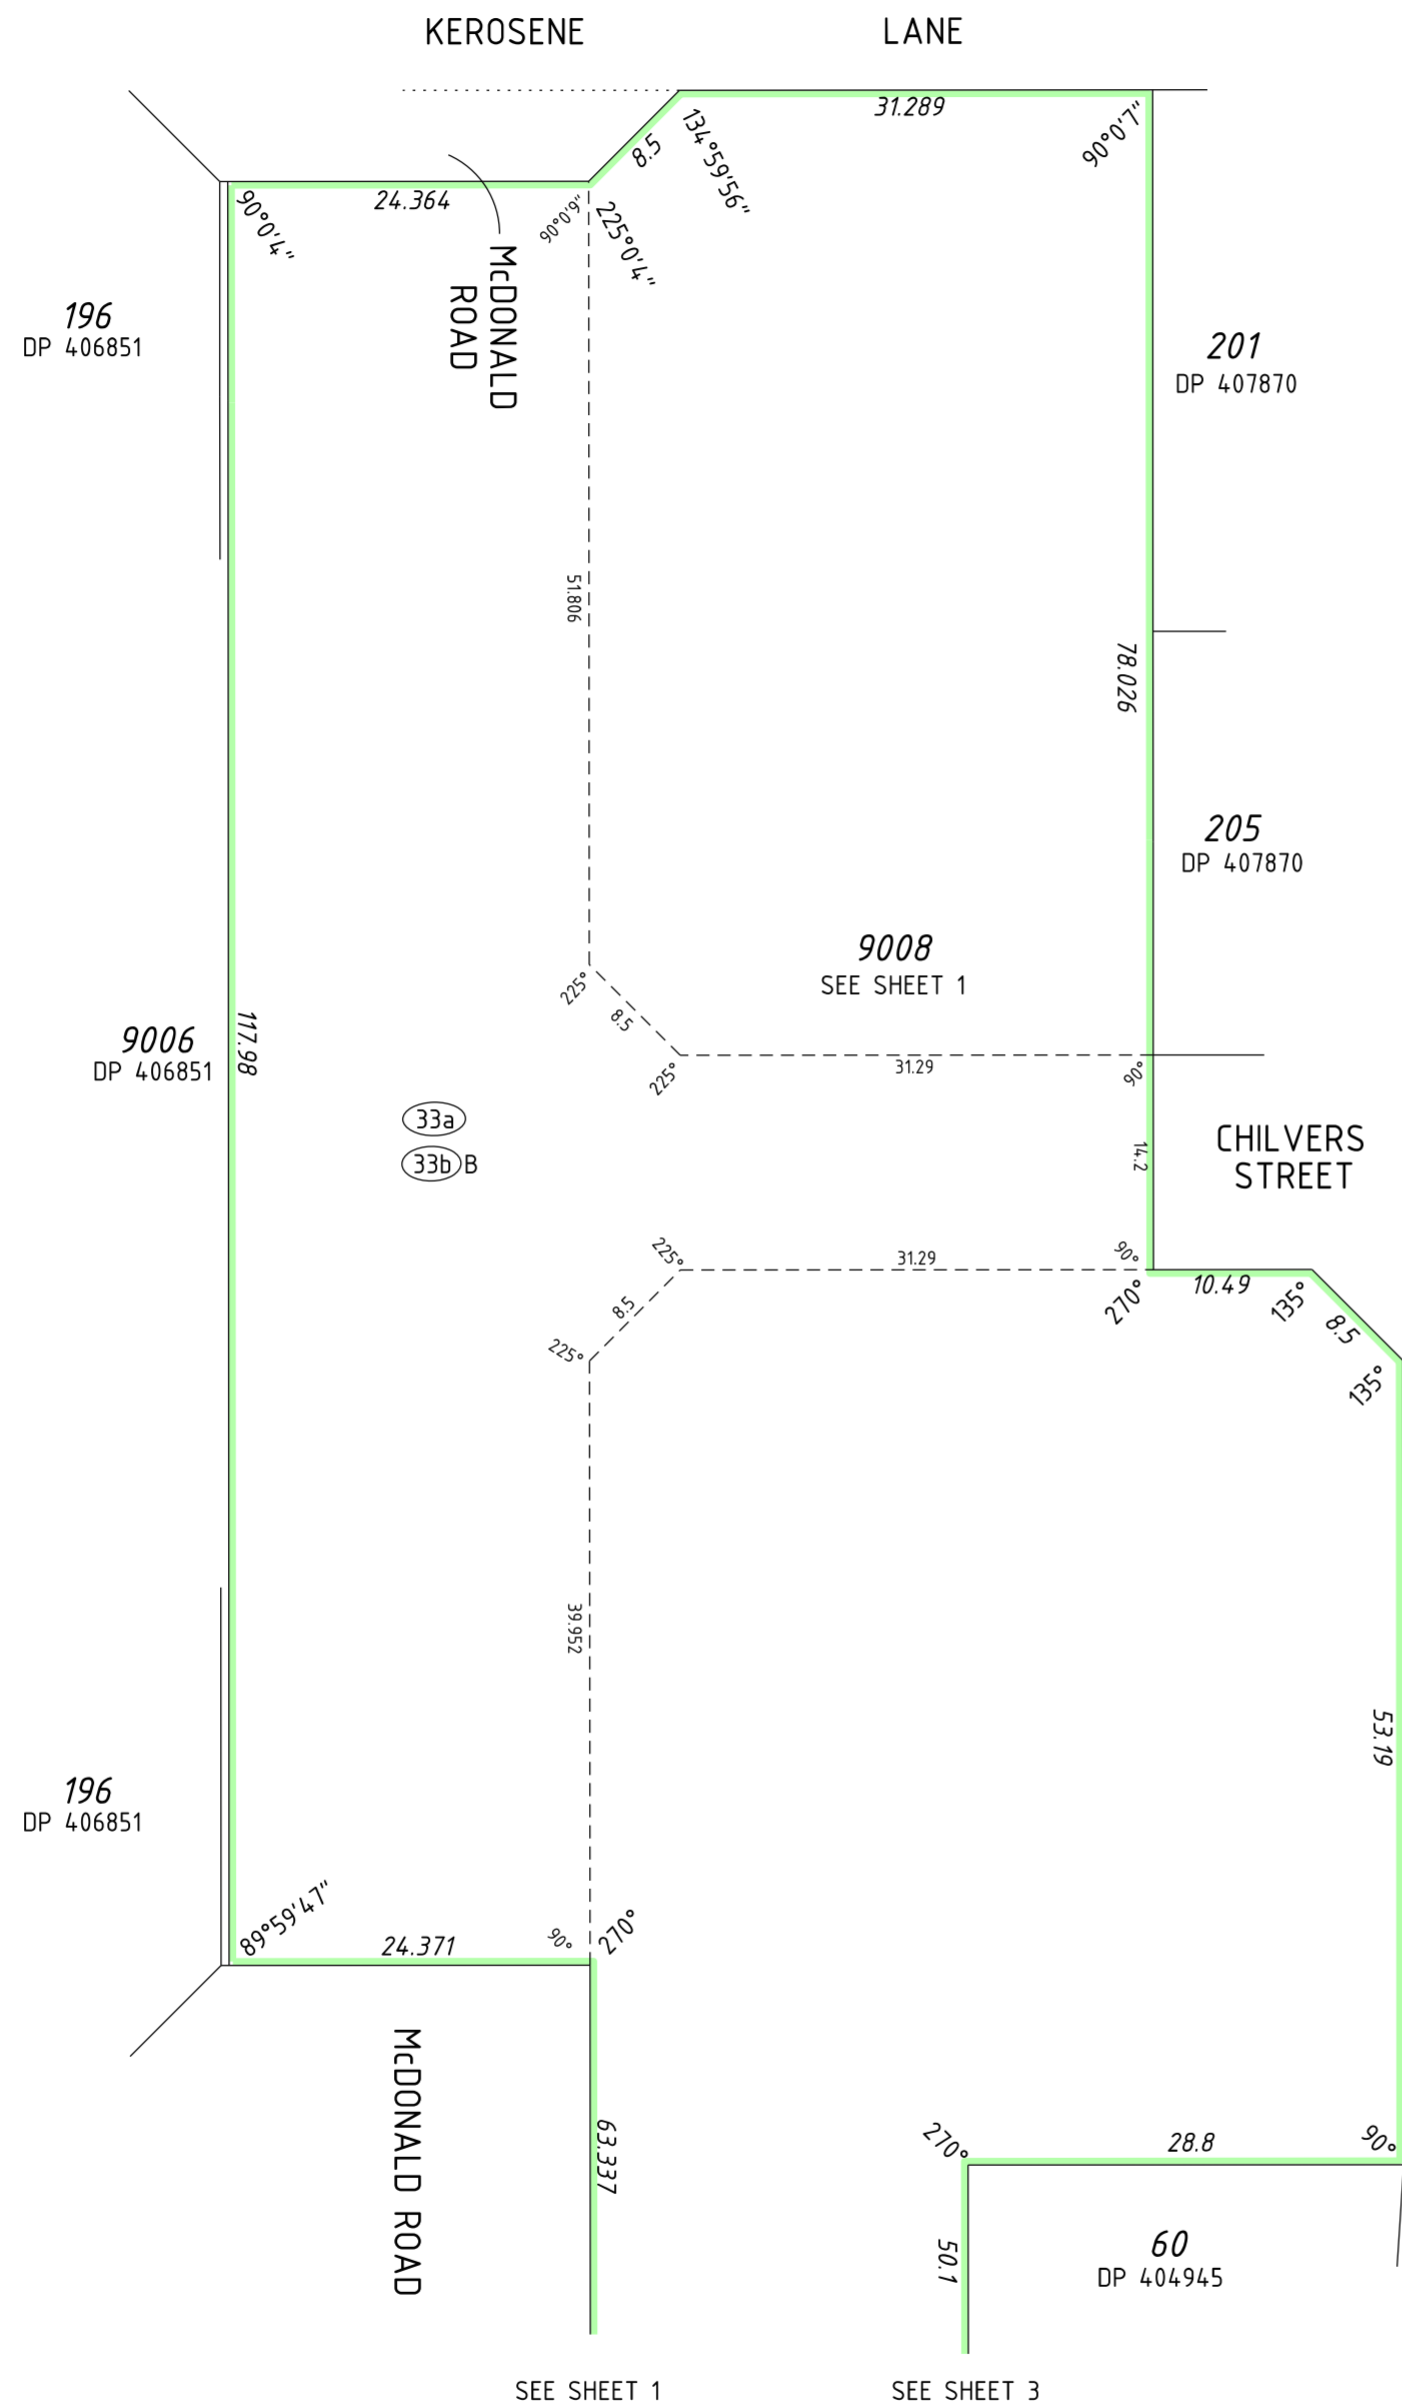 KEROSENE LANE
31.289
90°0'7"
8.5
134°59'56"
24.364
90°0'4"
90°0'9"
225°0'4"
McDONALD
ROAD
196
DP 406851
201
DP 407870
51.806
78.026
205
DP 407870
9008
SEE SHEET 1
225°
8.5
225°
31.29
90°
9006
DP 406851
117.98
33a
33b B
14.2
CHILVERS
STREET
225°
31.29
90°
8.5
225°
270°
10.49
135°
8.5
135°
39.952
53.19
196
DP 406851
89°59'47"
24.371
90°
270°
McDONALD ROAD
63.337
270°
28.8
90°
50.1
60
DP 404945
SEE SHEET 1
SEE SHEET 3